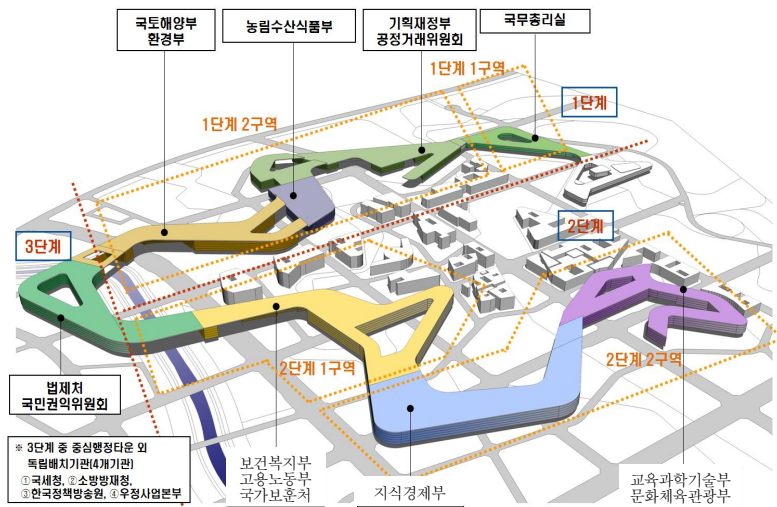 국토해양부
환경부
농림수산식품부
기획재정부
공정거래위원회
국무총리실
1단계 1구역
1단계
1단계 2구역
2단계
3단계
2단계 1구역
2단계 2구역
법제처
국민권익위원회
※ 3단계 중 중심행정타운 외
독립배치기관(4개기관)
①국세청, ②소방방재청,
③한국정책방송원, ④우정사업본부
보건복지부
고용노동부
국가보훈처
지식경제부
교육과학기술부
문화체육관광부